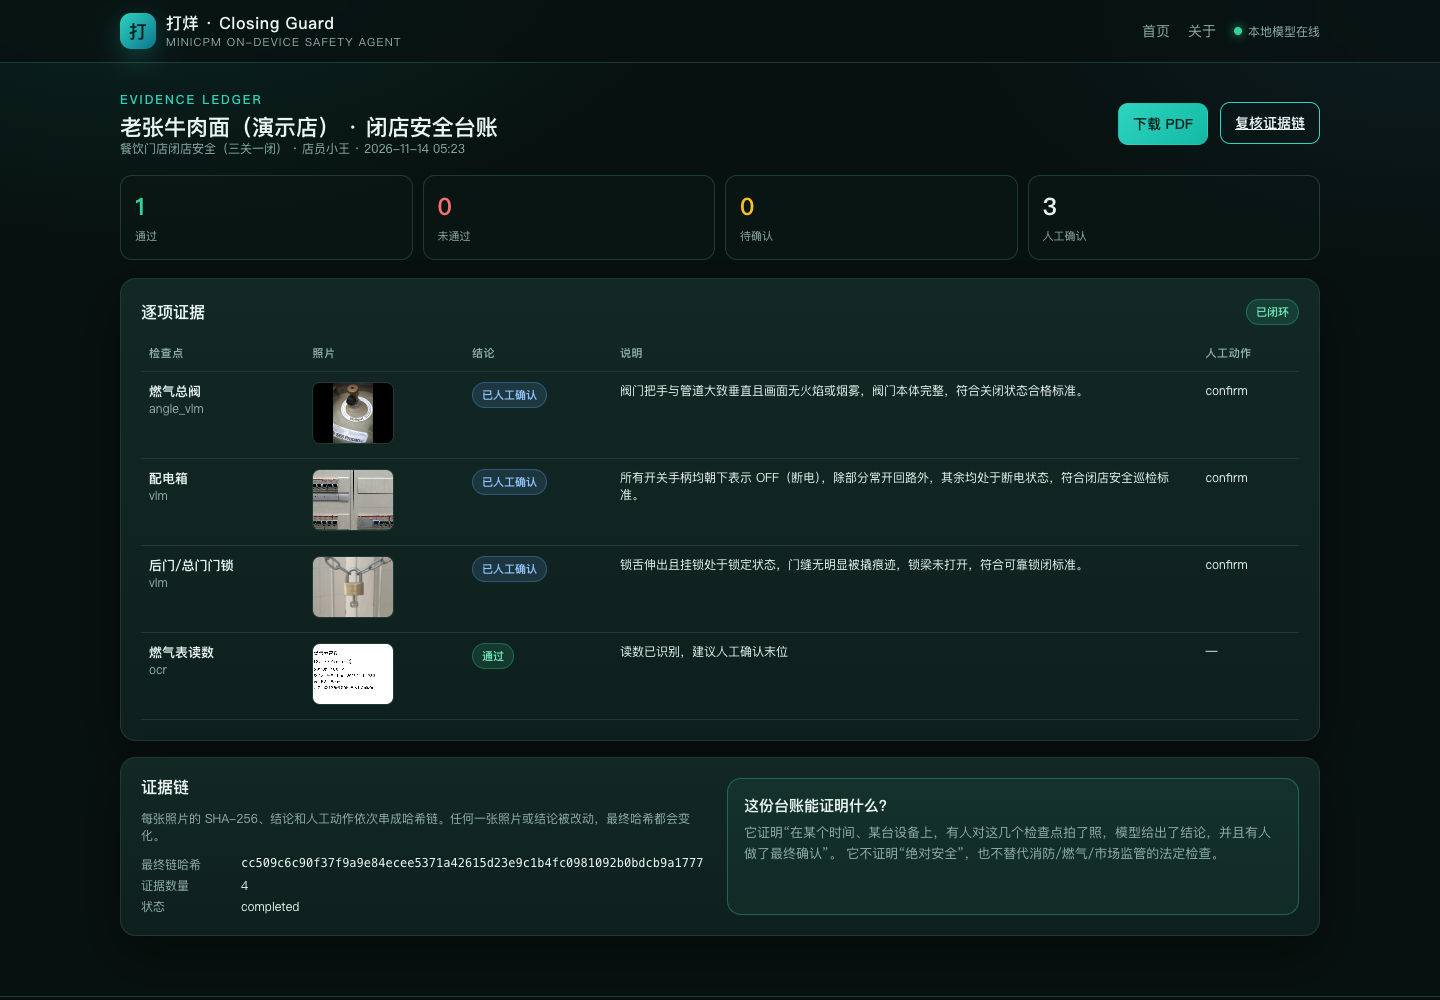 打
打烊 · Closing Guard
MINICPM ON-DEVICE SAFETY AGENT
首页 关于 本地模型在线
EVIDENCE LEDGER
老张牛肉面（演示店） · 闭店安全台账
餐饮门店闭店安全（三关一闭） · 店员小王 · 2026-11-14 05:23
下载 PDF
复核证据链
1
通过
0
未通过
0
待确认
3
人工确认
逐项证据
已闭环
检查点 照片 结论 说明 人工动作
燃气总阀
angle_vlm
已人工确认
阀门把手与管道大致垂直且画面无火焰或烟雾，阀门本体完整，符合关闭状态合格标准。
confirm
配电箱
vlm
已人工确认
所有开关手柄均朝下表示 OFF（断电），除部分常开回路外，其余均处于断电状态，符合闭店安全巡检标
准。
confirm
后门/总门门锁
vlm
已人工确认
锁舌伸出且挂锁处于锁定状态，门缝无明显被撬痕迹，锁梁未打开，符合可靠锁闭标准。
confirm
燃气表读数
ocr
通过
读数已识别，建议人工确认末位
—
证据链
每张照片的 SHA-256、结论和人工动作依次串成哈希链。任何一张照片或结论被改动，最终哈希都会变
化。
最终链哈希 cc509c6c90f37f9a9e84ecee5371a42615d23e9c1b4fc0981092b0bdcb9a1777
证据数量 4
状态 completed
这份台账能证明什么？
它证明“在某个时间、某台设备上，有人对这几个检查点拍了照，模型给出了结论，并且有人
做了最终确认”。 它不证明“绝对安全”，也不替代消防/燃气/市场监管的法定检查。